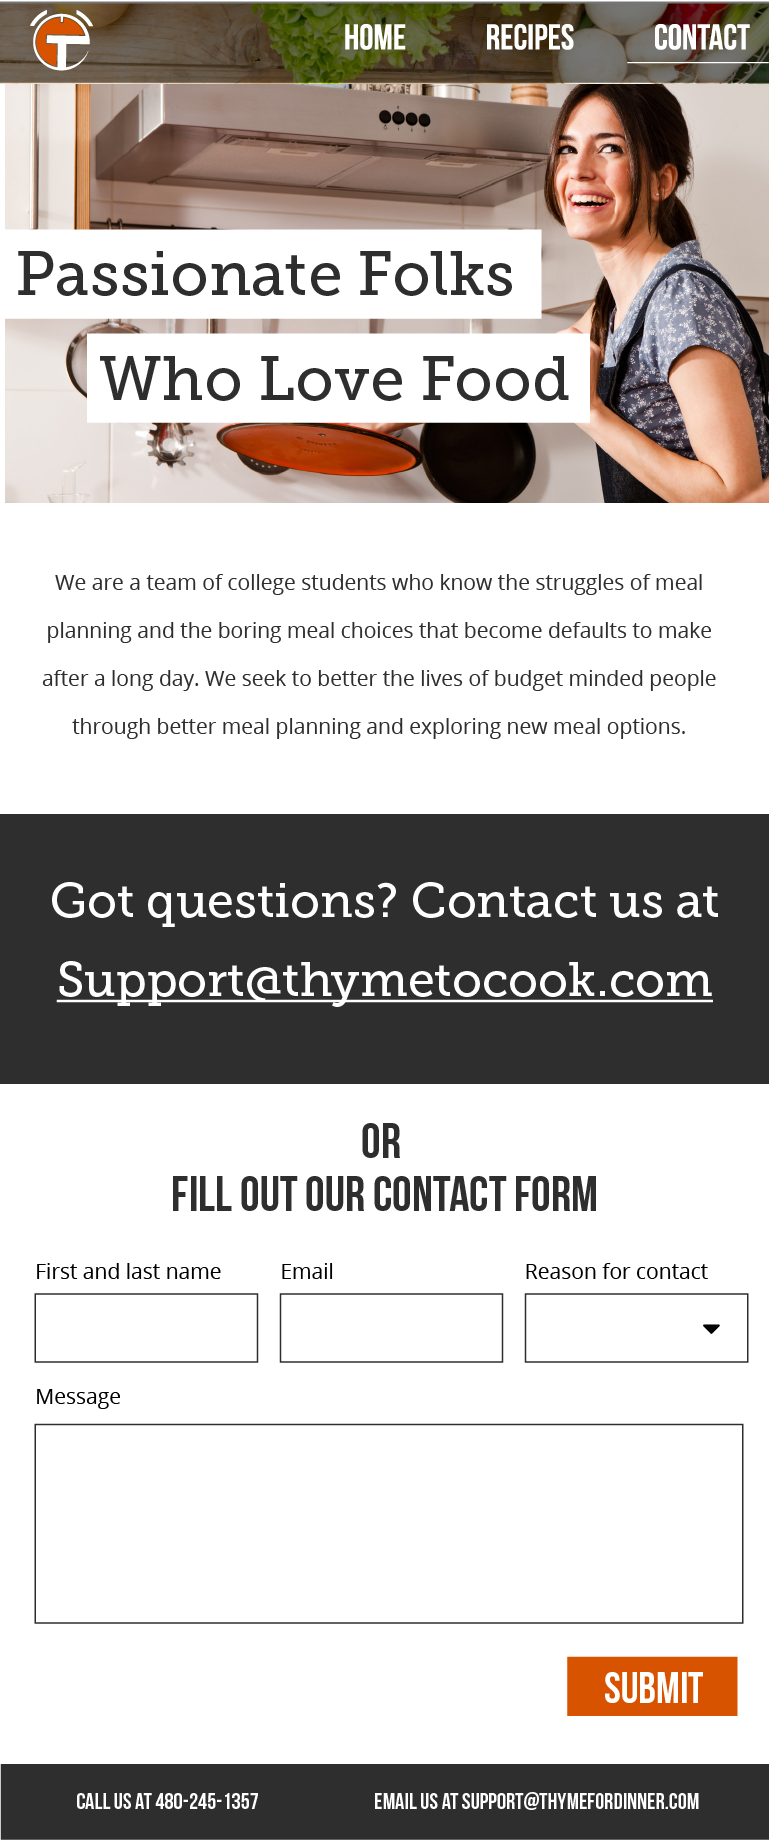 HOME RECIPES CONTACT
Passionate Folks
Who Love Food
We are a team of college students who know the struggles of meal
planning and the boring meal choices that become defaults to make
after a long day. We seek to better the lives of budget minded people
through better meal planning and exploring new meal options.
Got questions? Contact us at
Support@thymetocook.com
OR
FILL OUT OUR CONTACT FORM
First and last name Email Reason for contact
Message
SUBMIT
CALL US AT 480-245-1357 EMAIL US AT SUPPORT@THYMEFORDINNER.COM